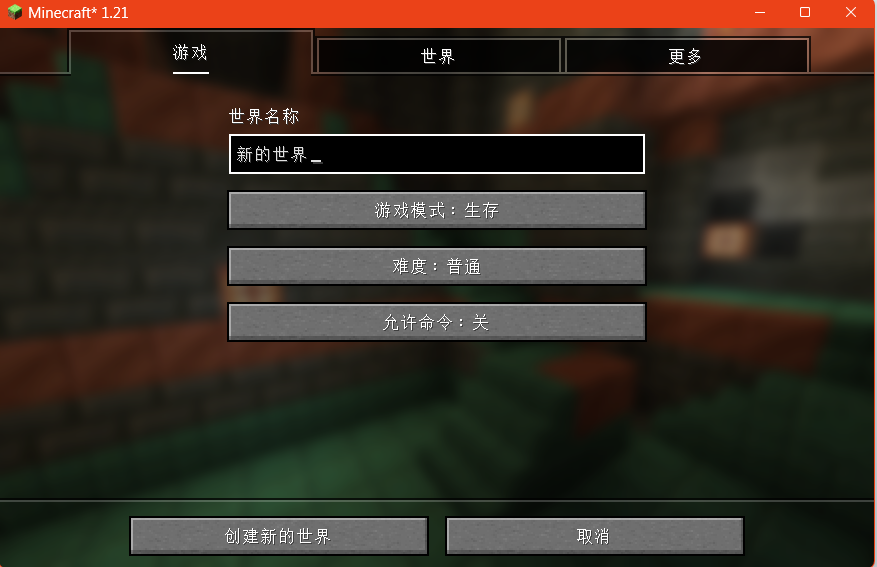 Minecraft* 1.21
游戏
世界
更多
世界名称
新的世界_
游戏模式：生存
难度：普通
允许命令：关
创建新的世界
取消